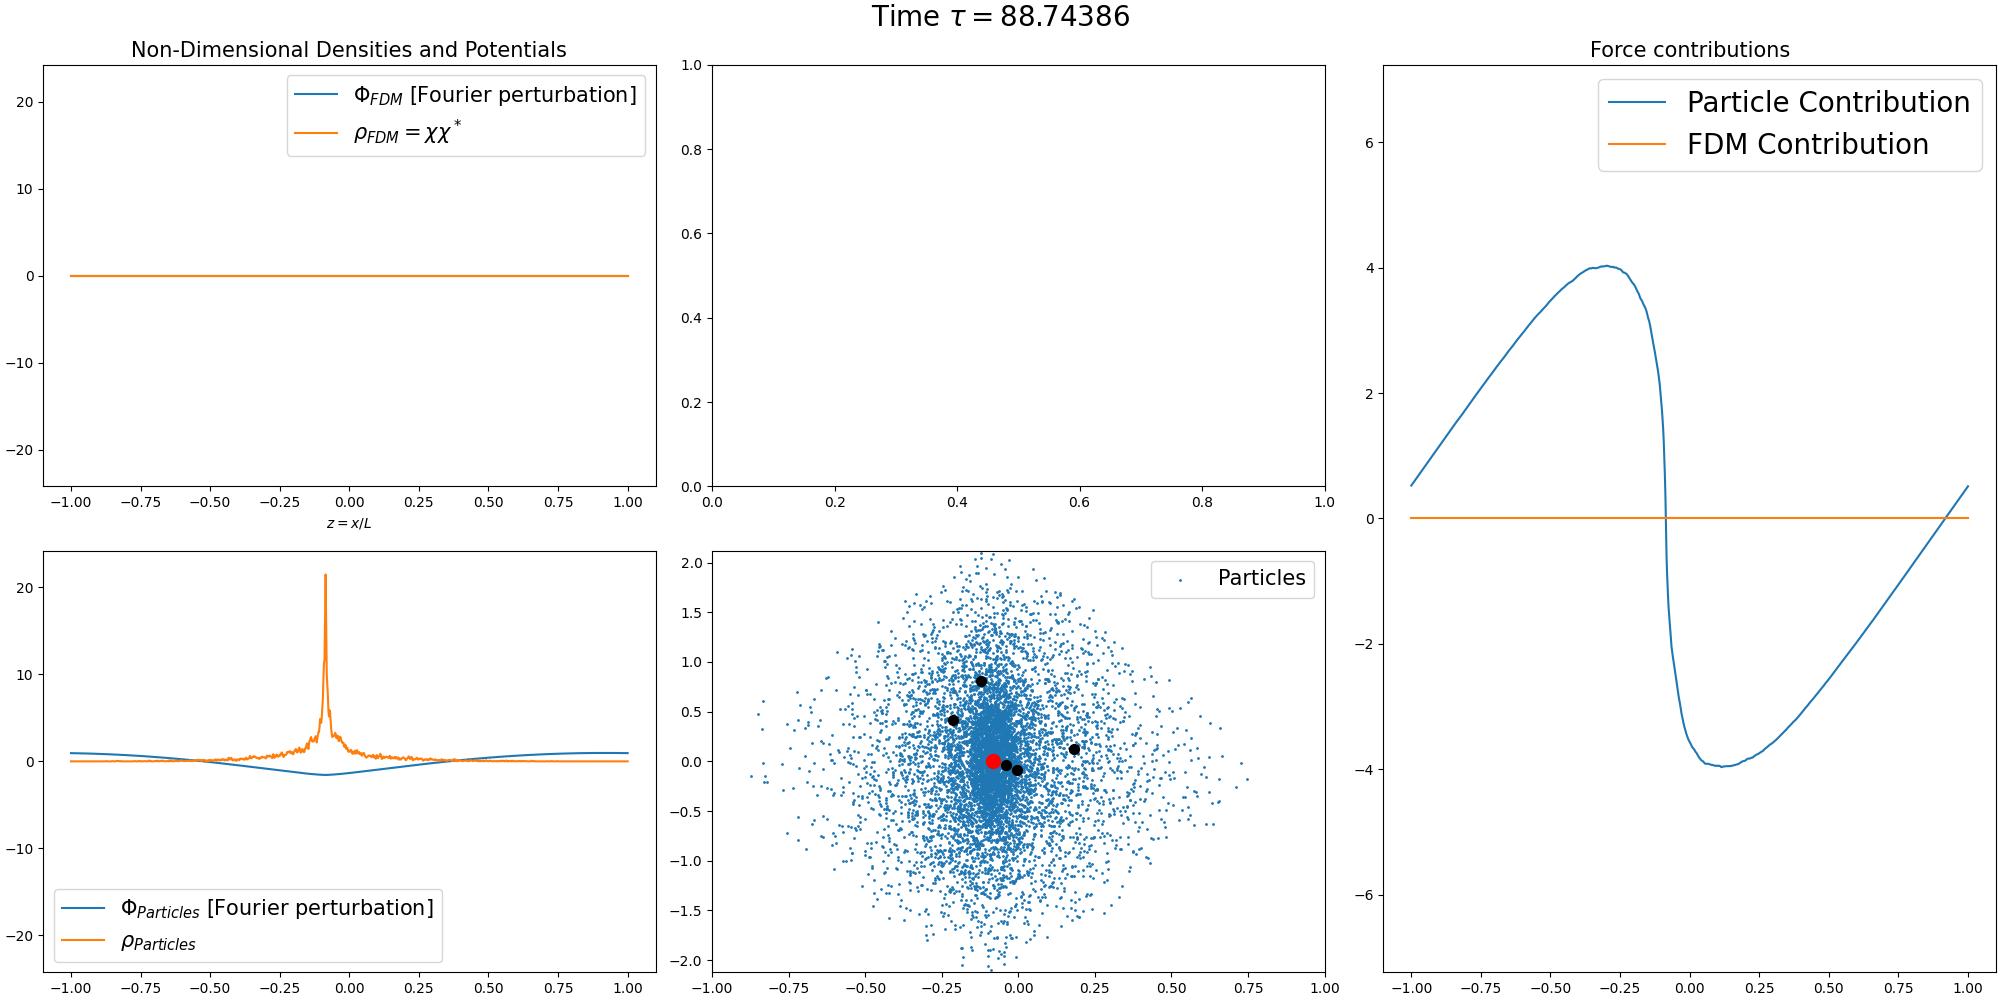 Time τ = 88.74386
Non-Dimensional Densities and Potentials
Φ_FDM [Fourier perturbation]
ρ_FDM = χχ*
20
10
0
−10
−20
−1.00 −0.75 −0.50 −0.25 0.00 0.25 0.50 0.75 1.00
z = x/L
1.0
0.8
0.6
0.4
0.2
0.0
0.0 0.2 0.4 0.6 0.8 1.0
Force contributions
Particle Contribution
FDM Contribution
6
4
2
0
−2
−4
−6
−1.00 −0.75 −0.50 −0.25 0.00 0.25 0.50 0.75 1.00
20
10
0
−10
−20
Φ_Particles [Fourier perturbation]
ρ_Particles
−1.00 −0.75 −0.50 −0.25 0.00 0.25 0.50 0.75 1.00
Particles
2.0
1.5
1.0
0.5
0.0
−0.5
−1.0
−1.5
−2.0
−1.00 −0.75 −0.50 −0.25 0.00 0.25 0.50 0.75 1.00